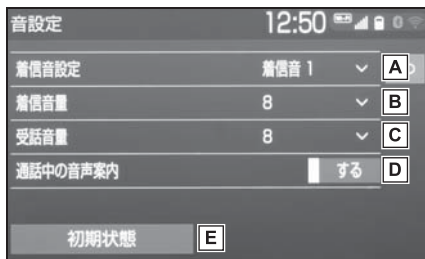 音設定 12:50
着信音設定 着信音 1 A
着信音量 8 B
受話音量 8 C
通話中の音声案内 する D
初期状態 E